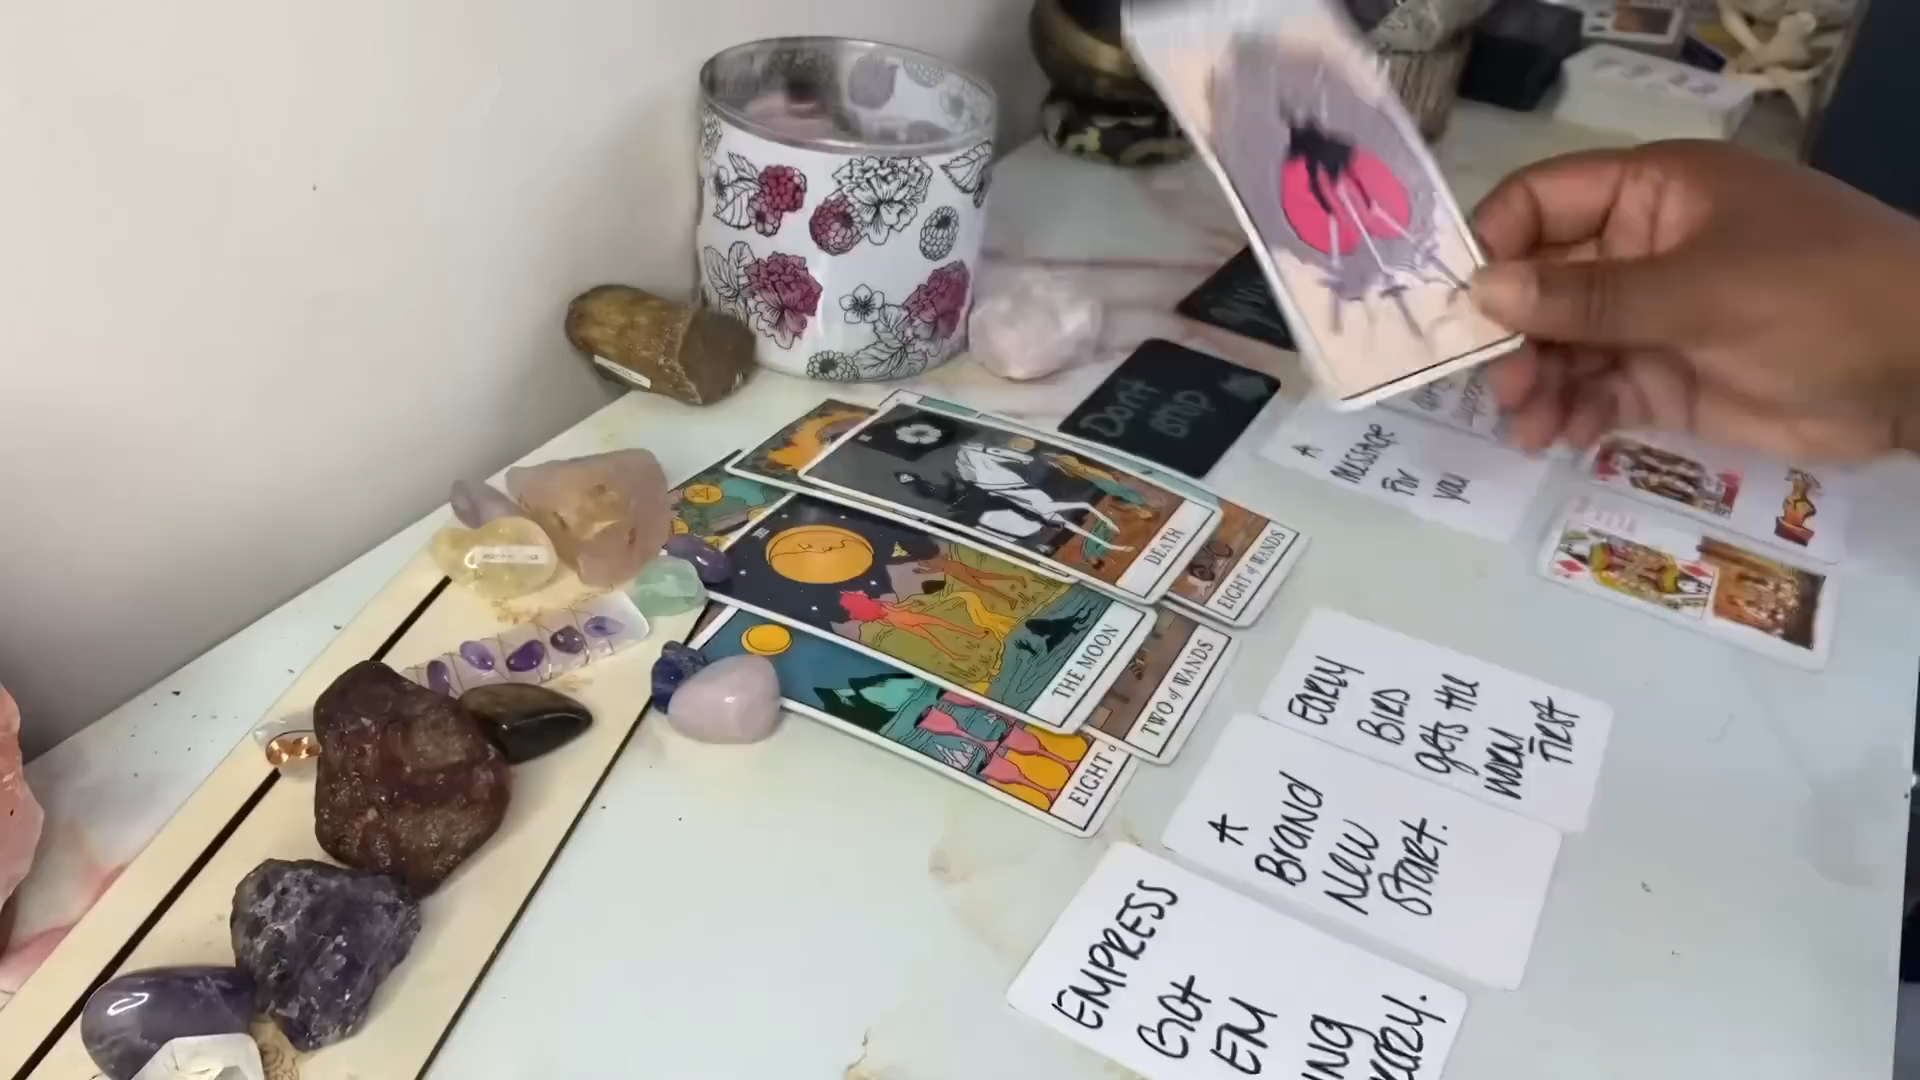 Don't
stop
A
message
For
you
DEATH
EIGHT of WANDS
THE MOON
TWO of WANDS
EIGHT
EARLY
BIRD
gets the
worm
FIRST
A
Brand
New
Start.
EMPRESS
Got
EM